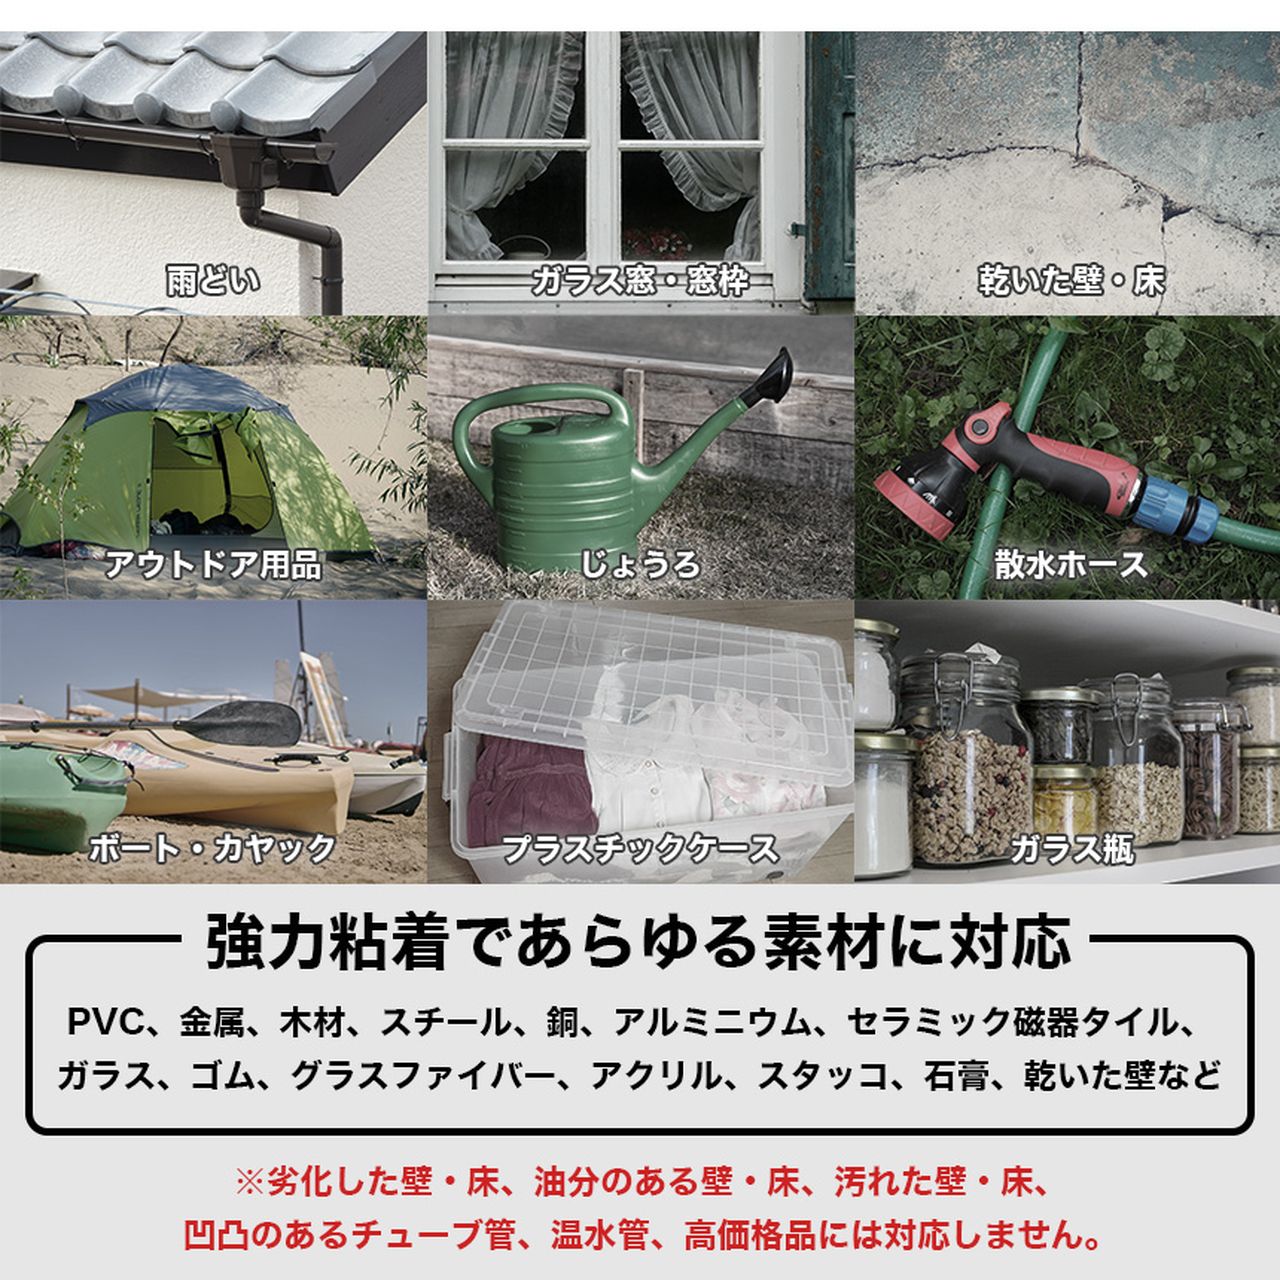 雨どい
ガラス窓・窓枠
乾いた壁・床
アウトドア用品
じょうろ
散水ホース
ボート・カヤック
プラスチックケース
ガラス瓶
強力粘着であらゆる素材に対応
PVC、金属、木材、スチール、銅、アルミニウム、セラミック磁器タイル、
ガラス、ゴム、グラスファイバー、アクリル、スタッコ、石膏、乾いた壁など
※劣化した壁・床、油分のある壁・床、汚れた壁・床、
凹凸のあるチューブ管、温水管、高価格品には対応しません。